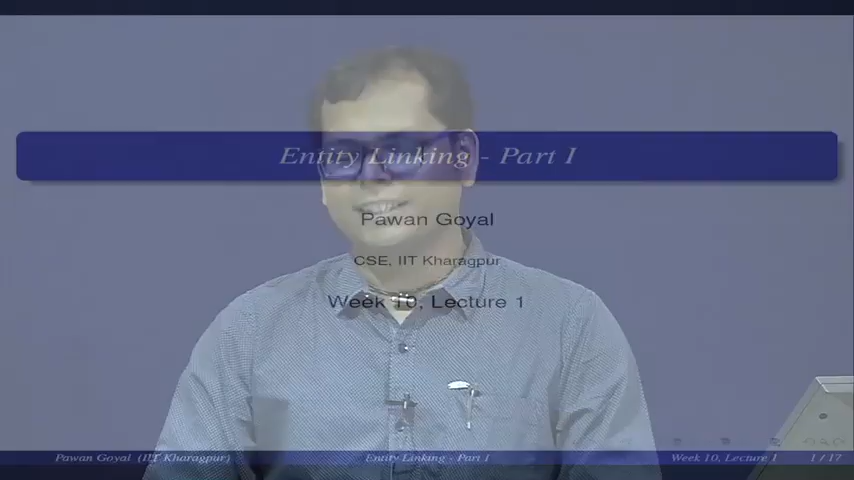 Entity Linking - Part I
Pawan Goyal
CSE, IIT Kharagpur
Week 10, Lecture 1
Pawan Goyal (IIT Kharagpur) Entity Linking - Part I Week 10, Lecture 1 1 / 17